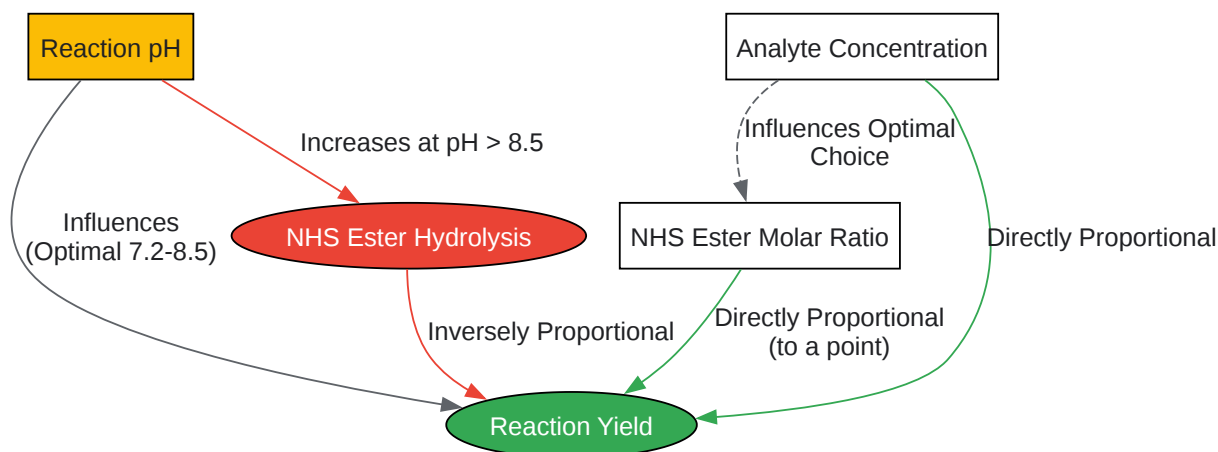 Reaction pH
Analyte Concentration
Increases at pH > 8.5
Influences Optimal
Choice
Influences
(Optimal 7.2-8.5)
NHS Ester Hydrolysis
NHS Ester Molar Ratio
Directly Proportional
Inversely Proportional
Directly Proportional
(to a point)
Reaction Yield